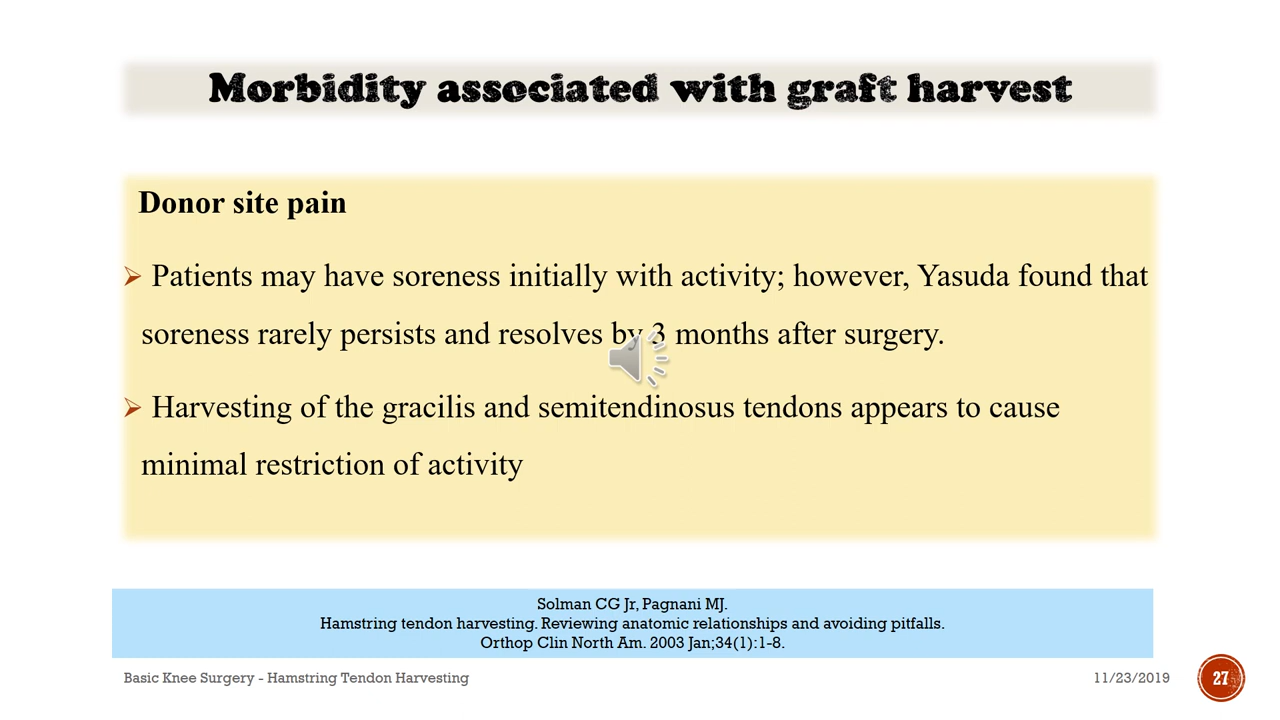 Morbidity associated with graft harvest
Donor site pain
➢ Patients may have soreness initially with activity; however, Yasuda found that
soreness rarely persists and resolves by 3 months after surgery.
➢ Harvesting of the gracilis and semitendinosus tendons appears to cause
minimal restriction of activity
Solman CG Jr, Pagnani MJ.
Hamstring tendon harvesting. Reviewing anatomic relationships and avoiding pitfalls.
Orthop Clin North Am. 2003 Jan;34(1):1-8.
Basic Knee Surgery - Hamstring Tendon Harvesting
11/23/2019
27